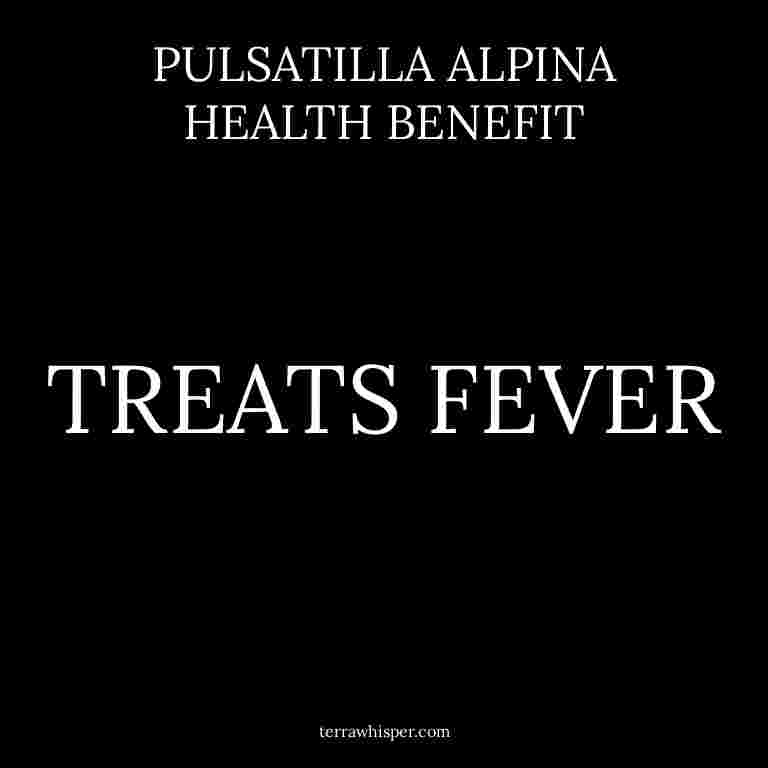 PULSATILLA ALPINA
HEALTH BENEFIT
TREATS FEVER
terrawhisper.com